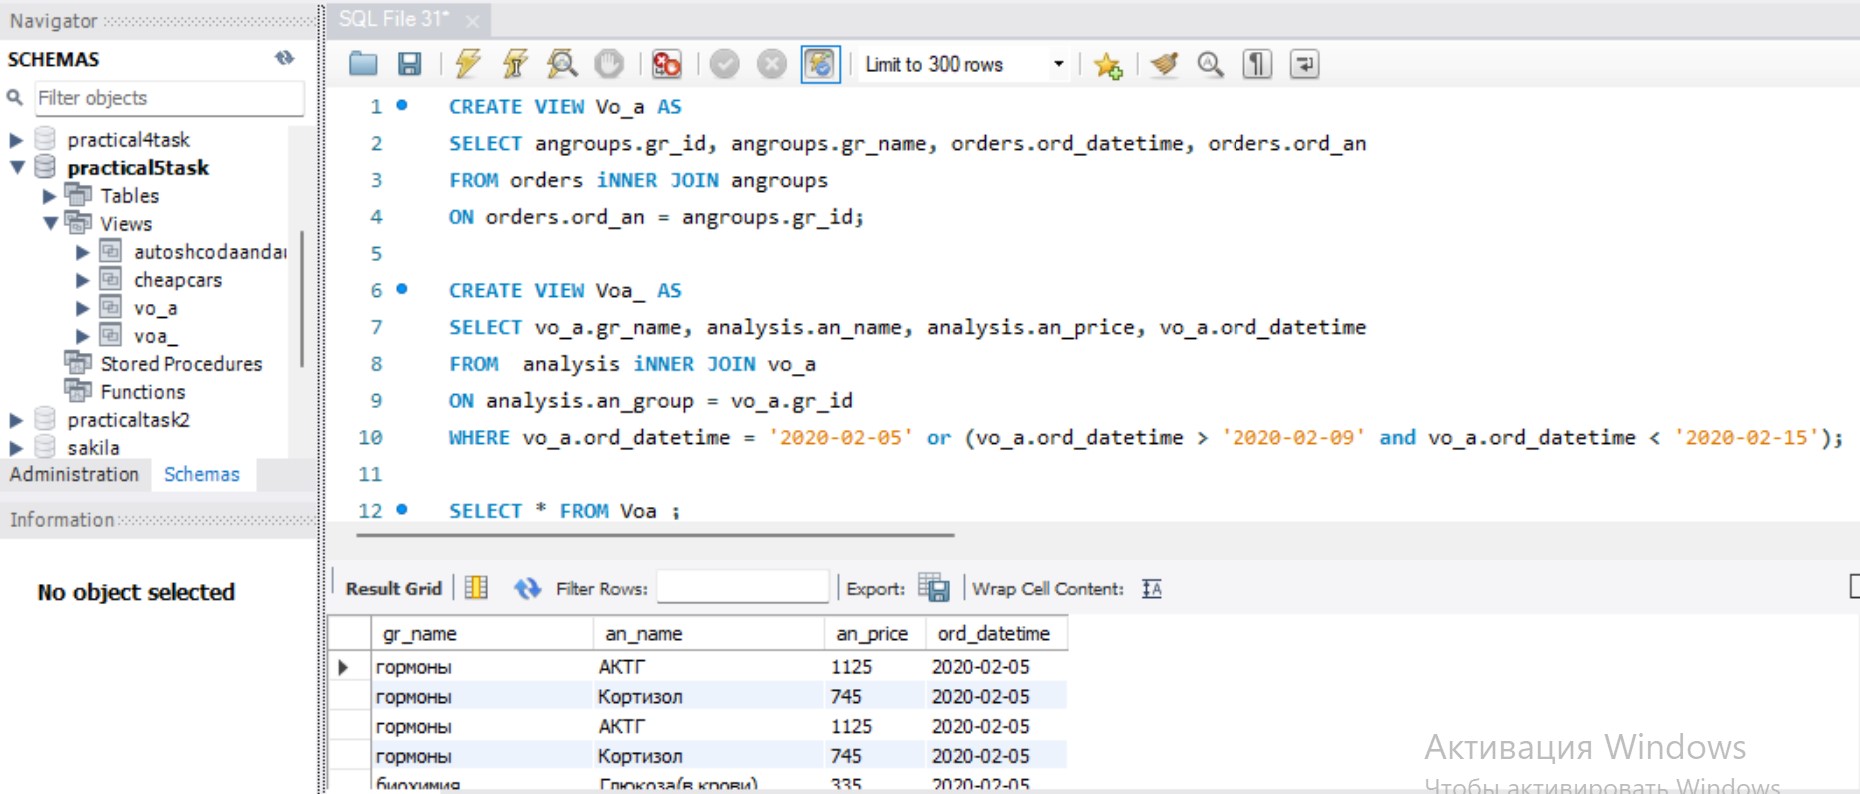 Navigator
SCHEMAS
Filter objects
practical4task
practical5task
Tables
Views
autoshcodaandau
cheapcars
vo_a
voa_
Stored Procedures
Functions
practicaltask2
sakila
Administration Schemas
Information
No object selected
SQL File 31*
Limit to 300 rows
1 CREATE VIEW Vo_a AS
2 SELECT angroups.gr_id, angroups.gr_name, orders.ord_datetime, orders.ord_an
3 FROM orders iNNER JOIN angroups
4 ON orders.ord_an = angroups.gr_id;
5
6 CREATE VIEW Voa_ AS
7 SELECT vo_a.gr_name, analysis.an_name, analysis.an_price, vo_a.ord_datetime
8 FROM  analysis iNNER JOIN vo_a
9 ON analysis.an_group = vo_a.gr_id
10 WHERE vo_a.ord_datetime = '2020-02-05' or (vo_a.ord_datetime > '2020-02-09' and vo_a.ord_datetime < '2020-02-15');
11
12 SELECT * FROM Voa ;
Result Grid Filter Rows: Export: Wrap Cell Content:
gr_name an_name an_price ord_datetime
гормоны АКТГ 1125 2020-02-05
гормоны Кортизол 745 2020-02-05
гормоны АКТГ 1125 2020-02-05
гормоны Кортизол 745 2020-02-05
биохимия Глюкоза(в крови) 335 2020-02-05
Активация Windows
Чтобы активировать Windows